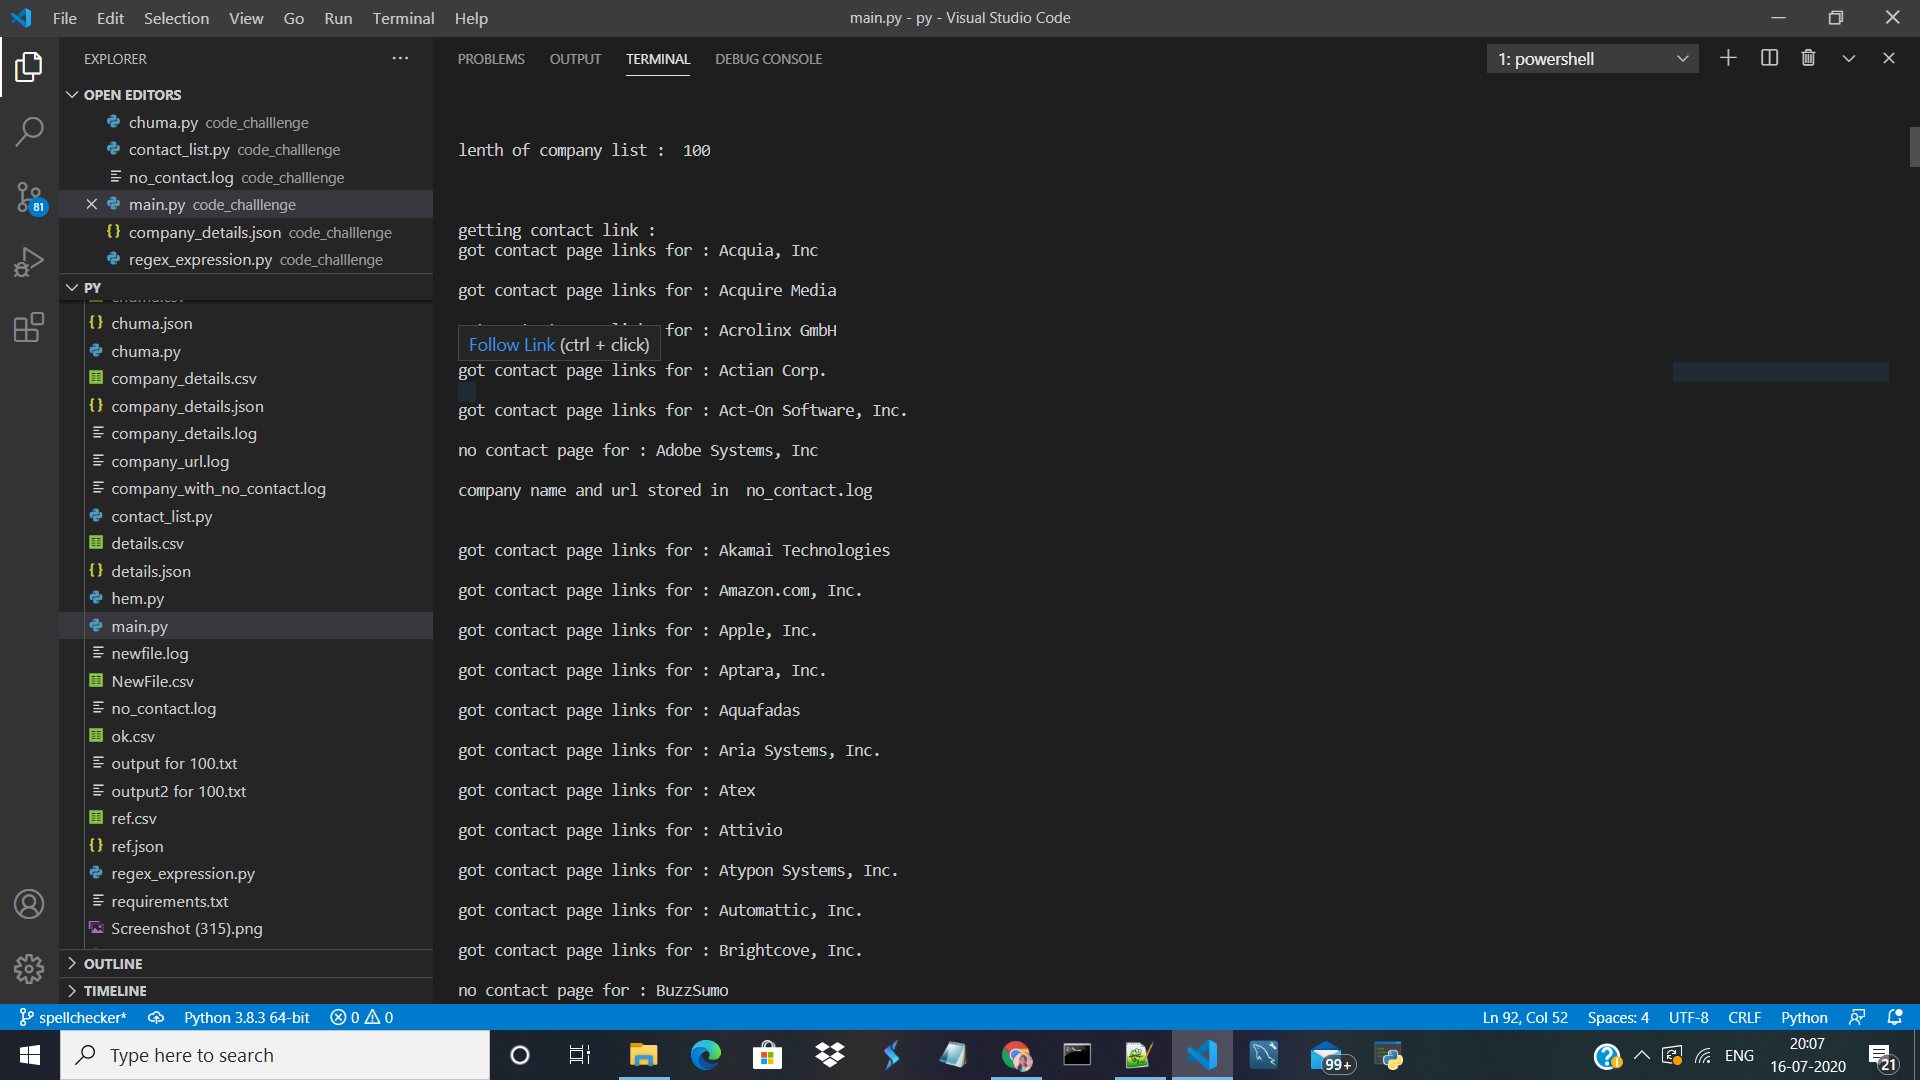 File Edit Selection View Go Run Terminal Help
main.py - py - Visual Studio Code
EXPLORER
OPEN EDITORS
chuma.py code_challlenge
contact_list.py code_challlenge
no_contact.log code_challlenge
main.py code_challlenge
company_details.json code_challlenge
regex_expression.py code_challlenge
PY
chuma.json
chuma.py
company_details.csv
company_details.json
company_details.log
company_url.log
company_with_no_contact.log
contact_list.py
details.csv
details.json
hem.py
main.py
newfile.log
NewFile.csv
no_contact.log
ok.csv
output for 100.txt
output2 for 100.txt
ref.csv
ref.json
regex_expression.py
requirements.txt
Screenshot (315).png
OUTLINE
TIMELINE
81
PROBLEMS OUTPUT TERMINAL DEBUG CONSOLE
1: powershell
lenth of company list :  100
getting contact link :
got contact page links for : Acquia, Inc
got contact page links for : Acquire Media
for : Acrolinx GmbH
Follow Link (ctrl + click)
got contact page links for : Actian Corp.
got contact page links for : Act-On Software, Inc.
no contact page for : Adobe Systems, Inc
company name and url stored in  no_contact.log
got contact page links for : Akamai Technologies
got contact page links for : Amazon.com, Inc.
got contact page links for : Apple, Inc.
got contact page links for : Aptara, Inc.
got contact page links for : Aquafadas
got contact page links for : Aria Systems, Inc.
got contact page links for : Atex
got contact page links for : Attivio
got contact page links for : Atypon Systems, Inc.
got contact page links for : Automattic, Inc.
got contact page links for : Brightcove, Inc.
no contact page for : BuzzSumo
spellchecker* Python 3.8.3 64-bit 0 0
Ln 92, Col 52 Spaces: 4 UTF-8 CRLF Python
Type here to search
99+
ENG
20:07
16-07-2020
21